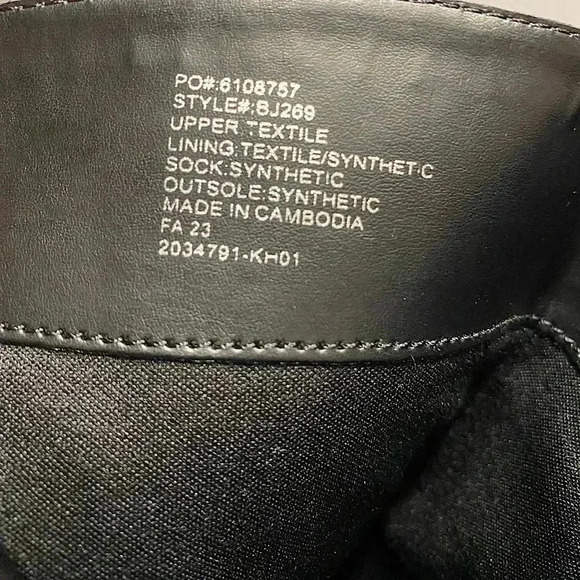 PO#:6108757
STYLE#:BJ269
UPPER:TEXTILE
LINING:TEXTILE/SYNTHETIC
SOCK:SYNTHETIC
OUTSOLE:SYNTHETIC
MADE IN CAMBODIA
FA 23
2034791-KH01